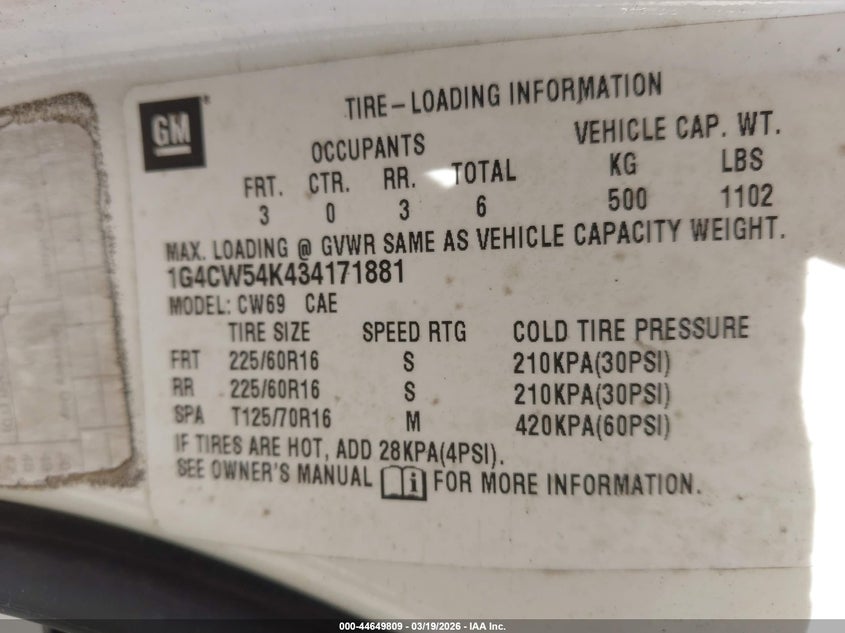 GM
TIRE-LOADING INFORMATION
OCCUPANTS VEHICLE CAP. WT.
FRT. CTR. RR. TOTAL KG LBS
3 0 3 6 500 1102
MAX. LOADING @ GVWR SAME AS VEHICLE CAPACITY WEIGHT.
1G4CW54K434171881
MODEL: CW69 CAE
TIRE SIZE SPEED RTG COLD TIRE PRESSURE
FRT 225/60R16 S 210KPA(30PSI)
RR 225/60R16 S 210KPA(30PSI)
SPA T125/70R16 M 420KPA(60PSI)
IF TIRES ARE HOT, ADD 28KPA(4PSI).
SEE OWNER'S MANUAL i FOR MORE INFORMATION.
000-44649809 - 03/19/2026 - IAA Inc.